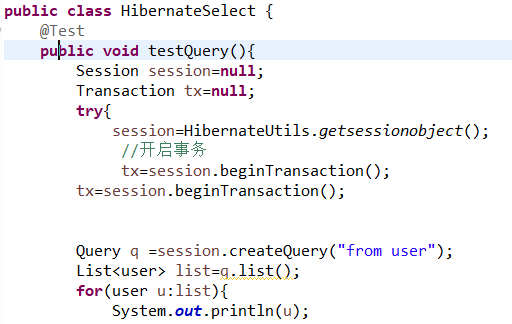 public class HibernateSelect {
@Test
public void testQuery(){
Session session=null;
Transaction tx=null;
try{
session=HibernateUtils.getsessionobject();
//开启事务
tx=session.beginTransaction();
tx=session.beginTransaction();
Query q =session.createQuery("from user");
List<user> list=q.list();
for(user u:list){
System.out.println(u);